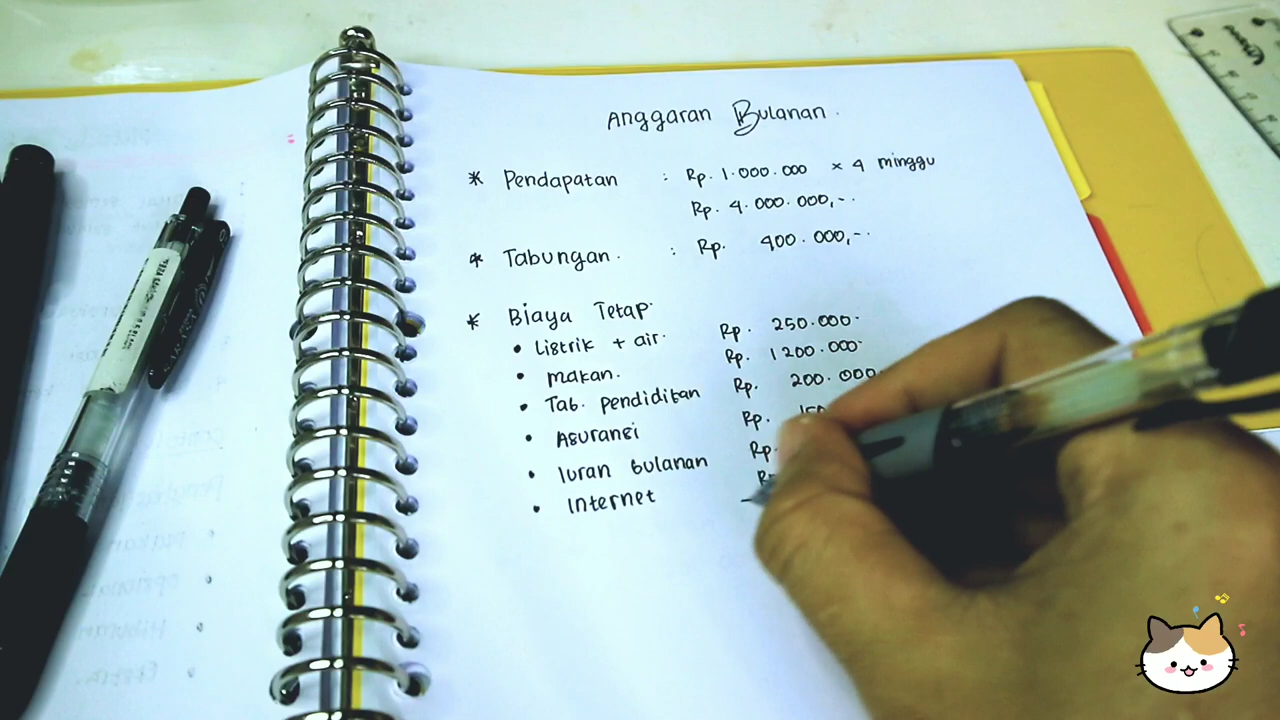 Anggaran Bulanan
* Pendapatan : Rp. 1.000.000 x 4 minggu
Rp. 4.000.000,-.
* Tabungan. : Rp. 400.000,-.
* Biaya Tetap.
• Listrik + air. Rp. 250.000.
• makan. Rp. 1200.000.
• Tab. pendiditan Rp. 200.000
• Asuransi Rp. 150
• Iuran bulanan Rp.
• Internet